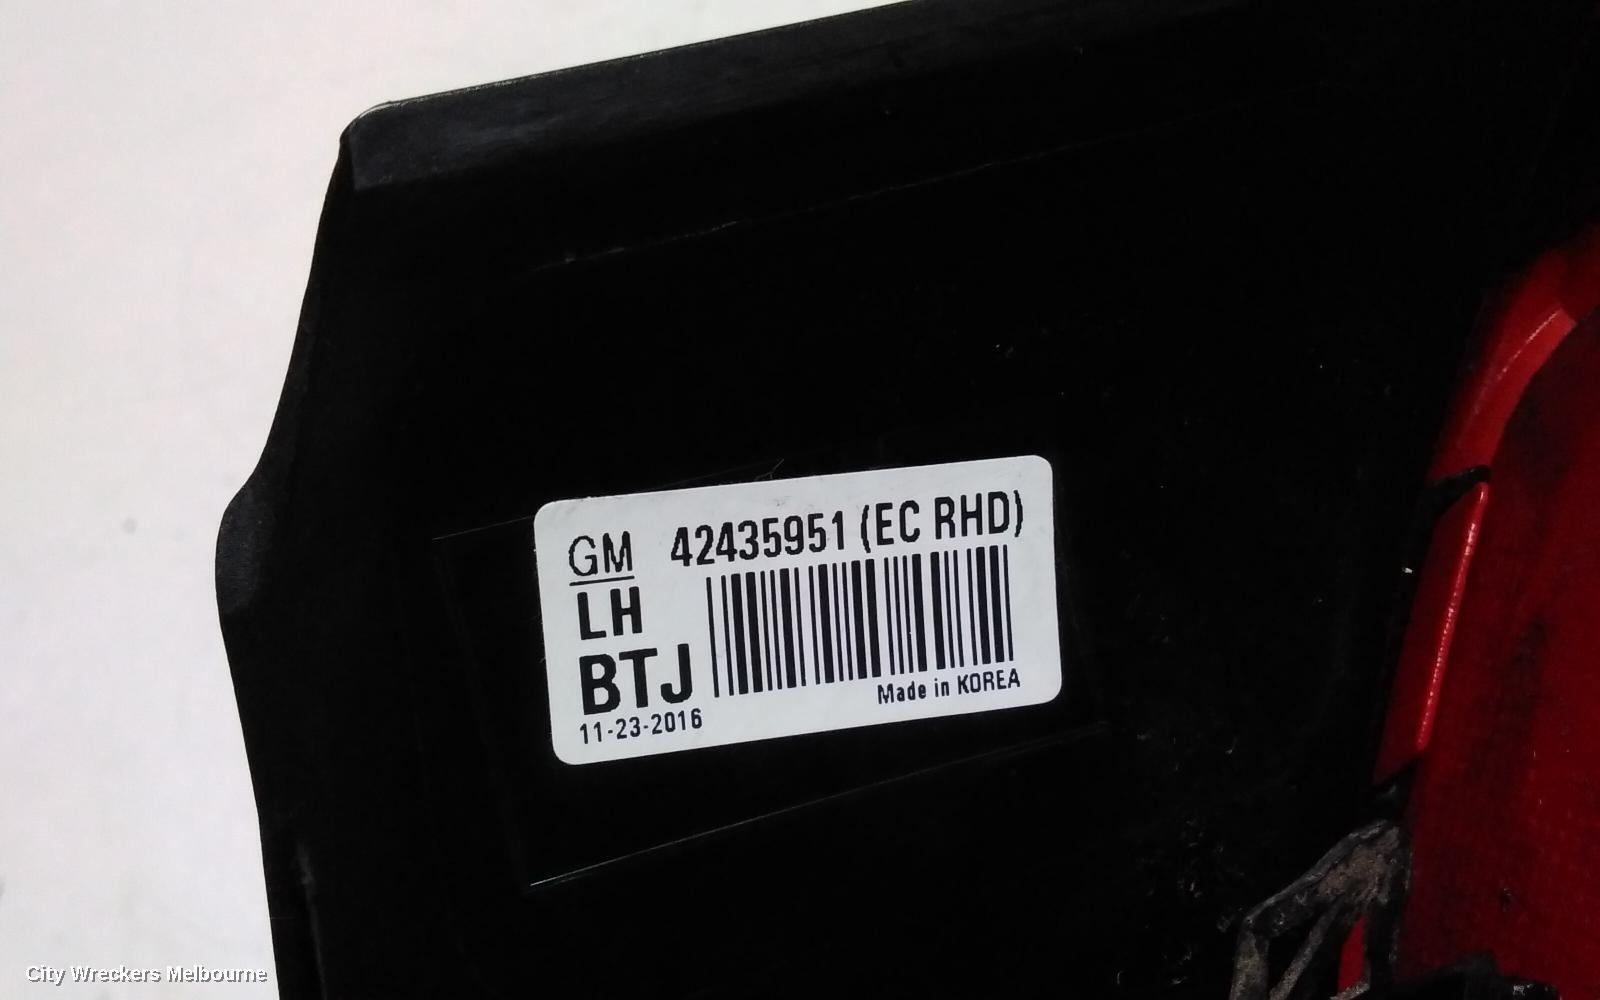 GM 42435951 (EC RHD)
LH
BTJ
11-23-2016
Made in KOREA
City Wreckers Melbourne